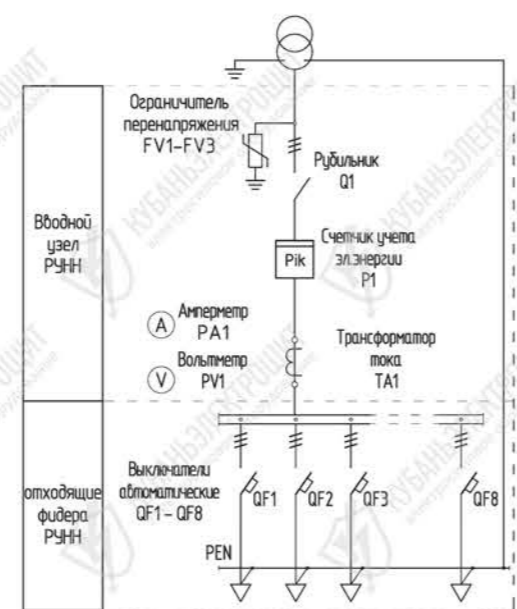 Ограничитель
перенапряжения
FV1-FV3
Рубильник
Q1
Вводной
узел
РУНН
Pik
Счетчик учета
эл.энергии
P1
A
Амперметр
PA1
Вольтметр
V
PV1
Трансформатор
тока
TA1
отходящие
фидера
РУНН
Выключатели
автоматические
QF1 - QF8
QF1
QF2
QF3
QF8
PEN
КУБАНЬЭЛЕКТРОЩИТ